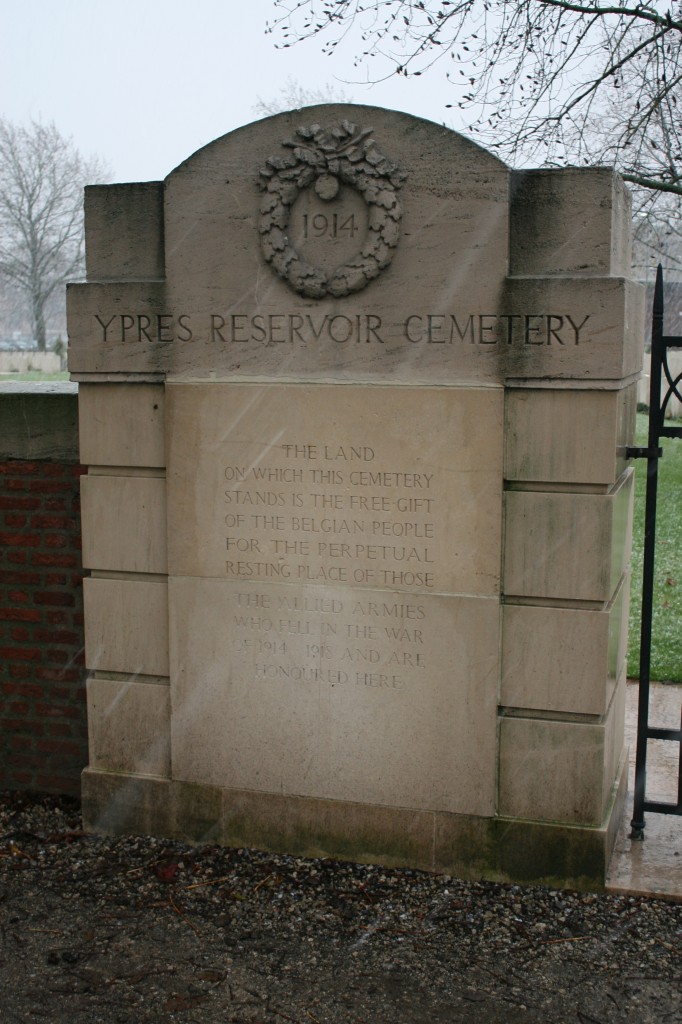 1914
YPRES RESERVOIR CEMETERY
THE LAND
ON WHICH THIS CEMETERY
STANDS IS THE FREE GIFT
OF THE BELGIAN PEOPLE
FOR THE PERPETUAL
RESTING PLACE OF THOSE
THE ALLIED ARMIES
WHO FELL IN THE WAR
OF 1914 - 1918 AND ARE
HONOURED HERE